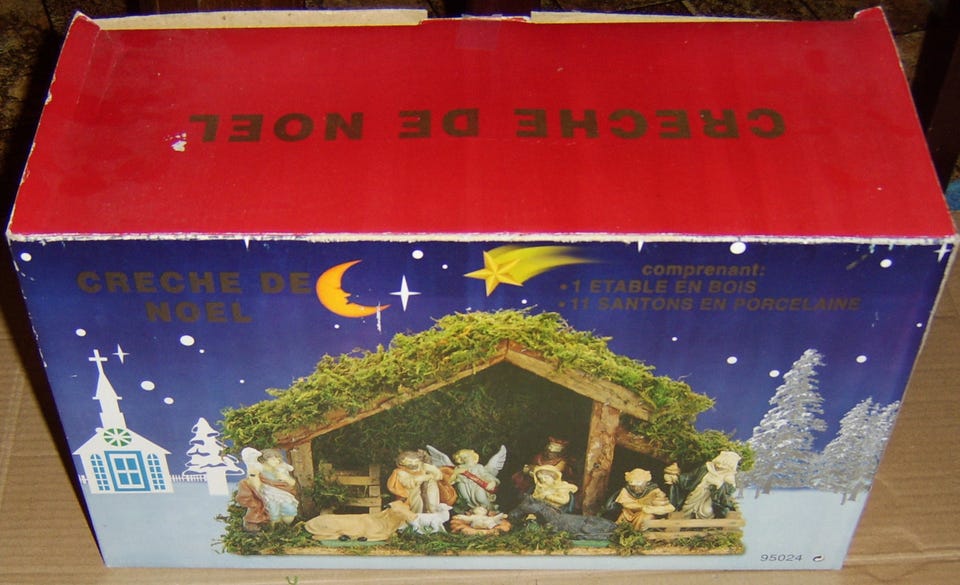 CRECHE DE NOEL
CRECHE DE
NOEL
comprenant:
• 1 ETABLE EN BOIS
• 11 SANTONS EN PORCELAINE
95024